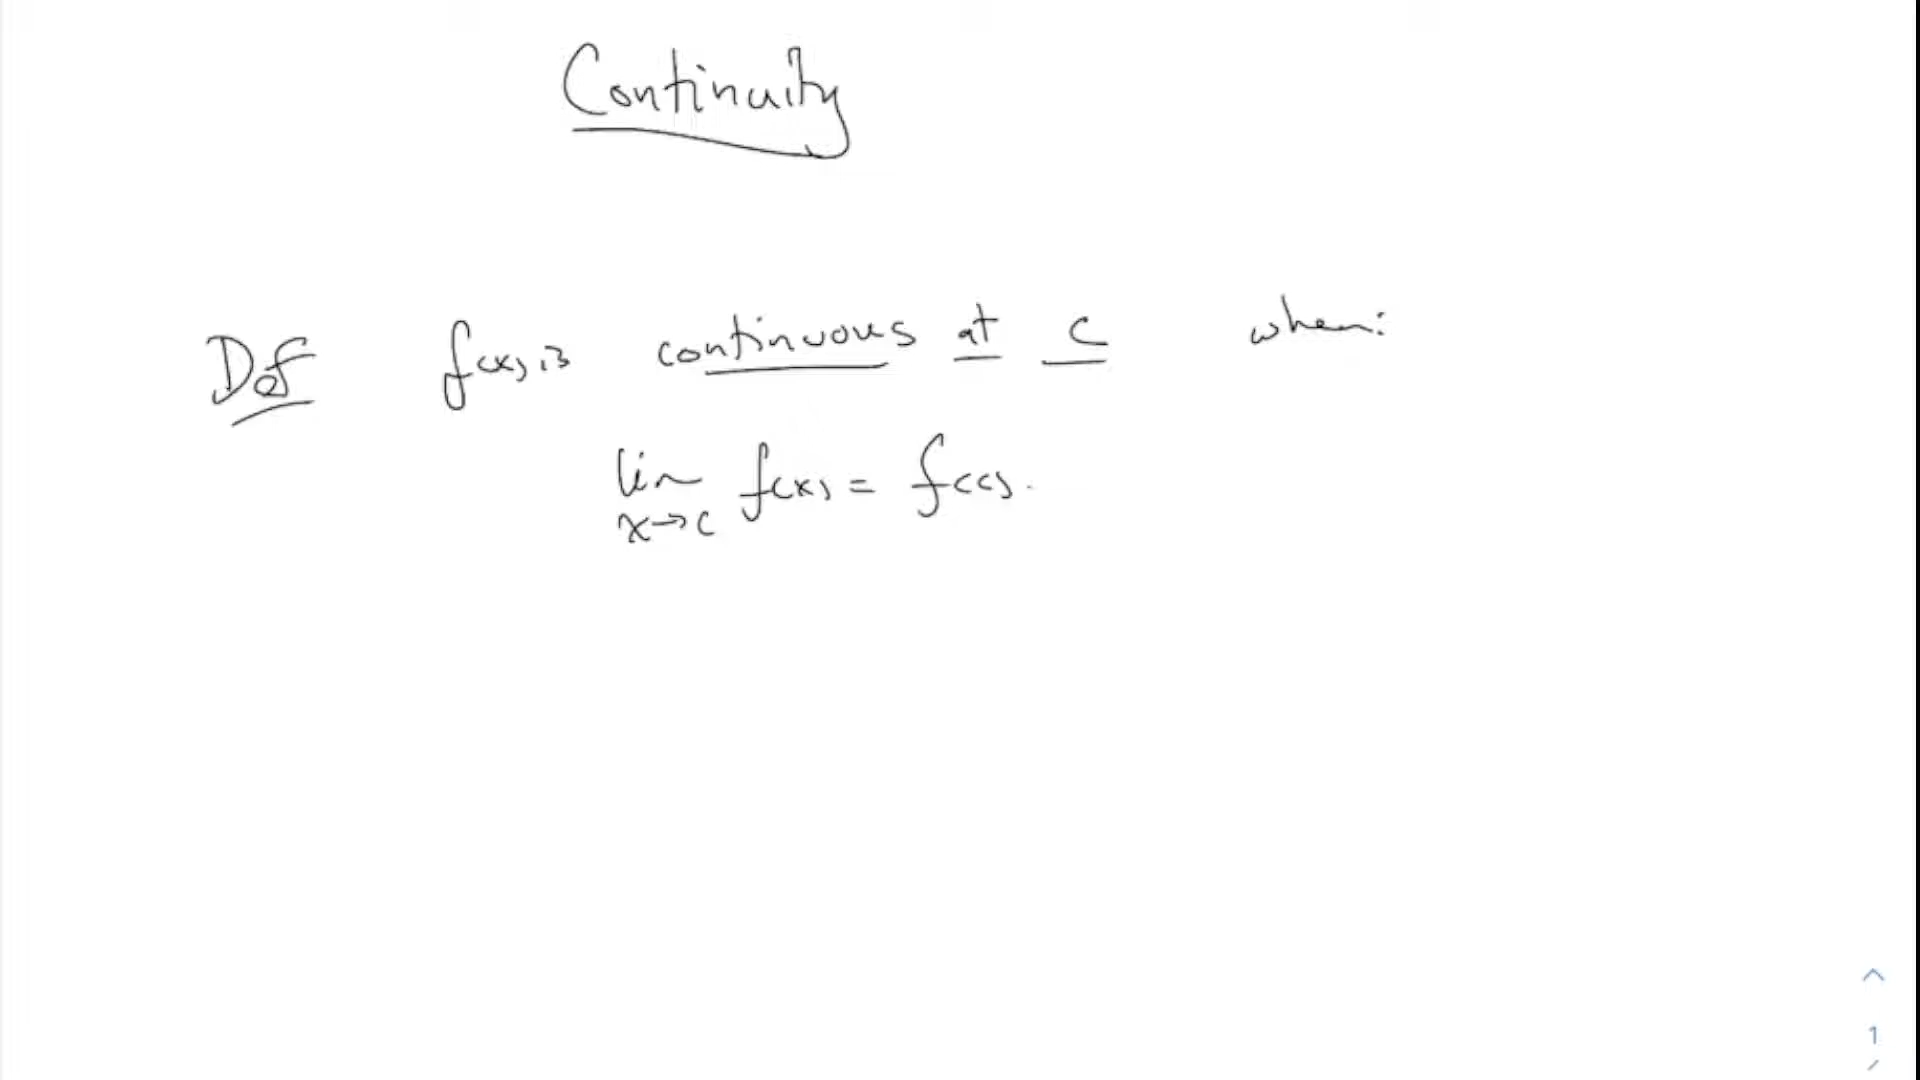 Continuity
Def f(x) is continuous at c when:
lim f(x) = f(c).
x→c
1